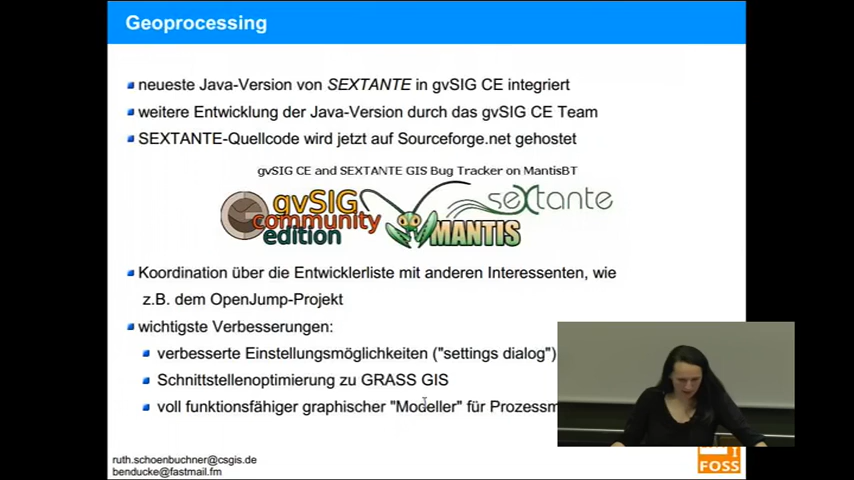 Geoprocessing
neueste Java-Version von SEXTANTE in gvSIG CE integriert
weitere Entwicklung der Java-Version durch das gvSIG CE Team
SEXTANTE-Quellcode wird jetzt auf Sourceforge.net gehostet
gvSIG CE and SEXTANTE GIS Bug Tracker on MantisBT
gvSIG
community
edition
MANTIS
sextante
Koordination über die Entwicklerliste mit anderen Interessenten, wie
z.B. dem OpenJump-Projekt
wichtigste Verbesserungen:
verbesserte Einstellungsmöglichkeiten ("settings dialog")
Schnittstellenoptimierung zu GRASS GIS
voll funktionsfähiger graphischer "Modeller" für
ruth.schoenbuchner@csgis.de
benducke@fastmail.fm
FOSS